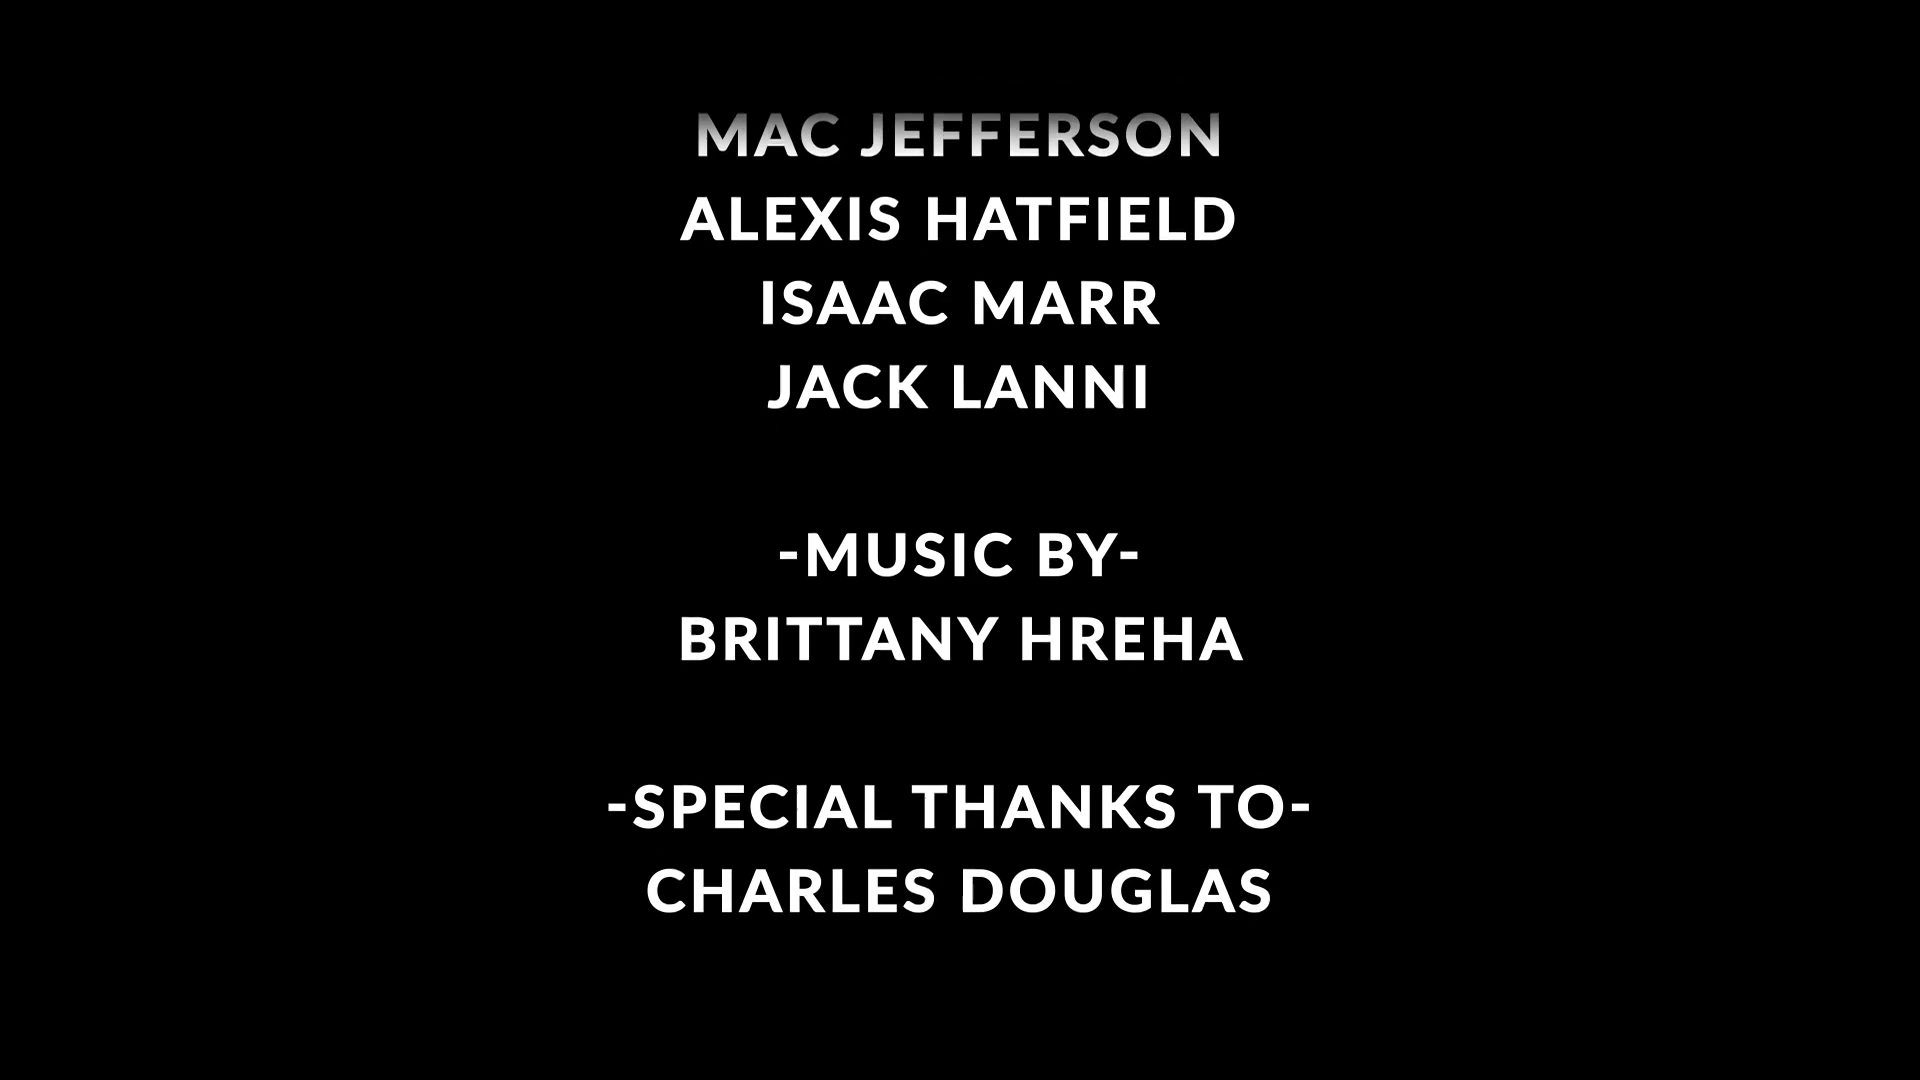 MAC JEFFERSON
ALEXIS HATFIELD
ISAAC MARR
JACK LANNI
-MUSIC BY-
BRITTANY HREHA
-SPECIAL THANKS TO-
CHARLES DOUGLAS